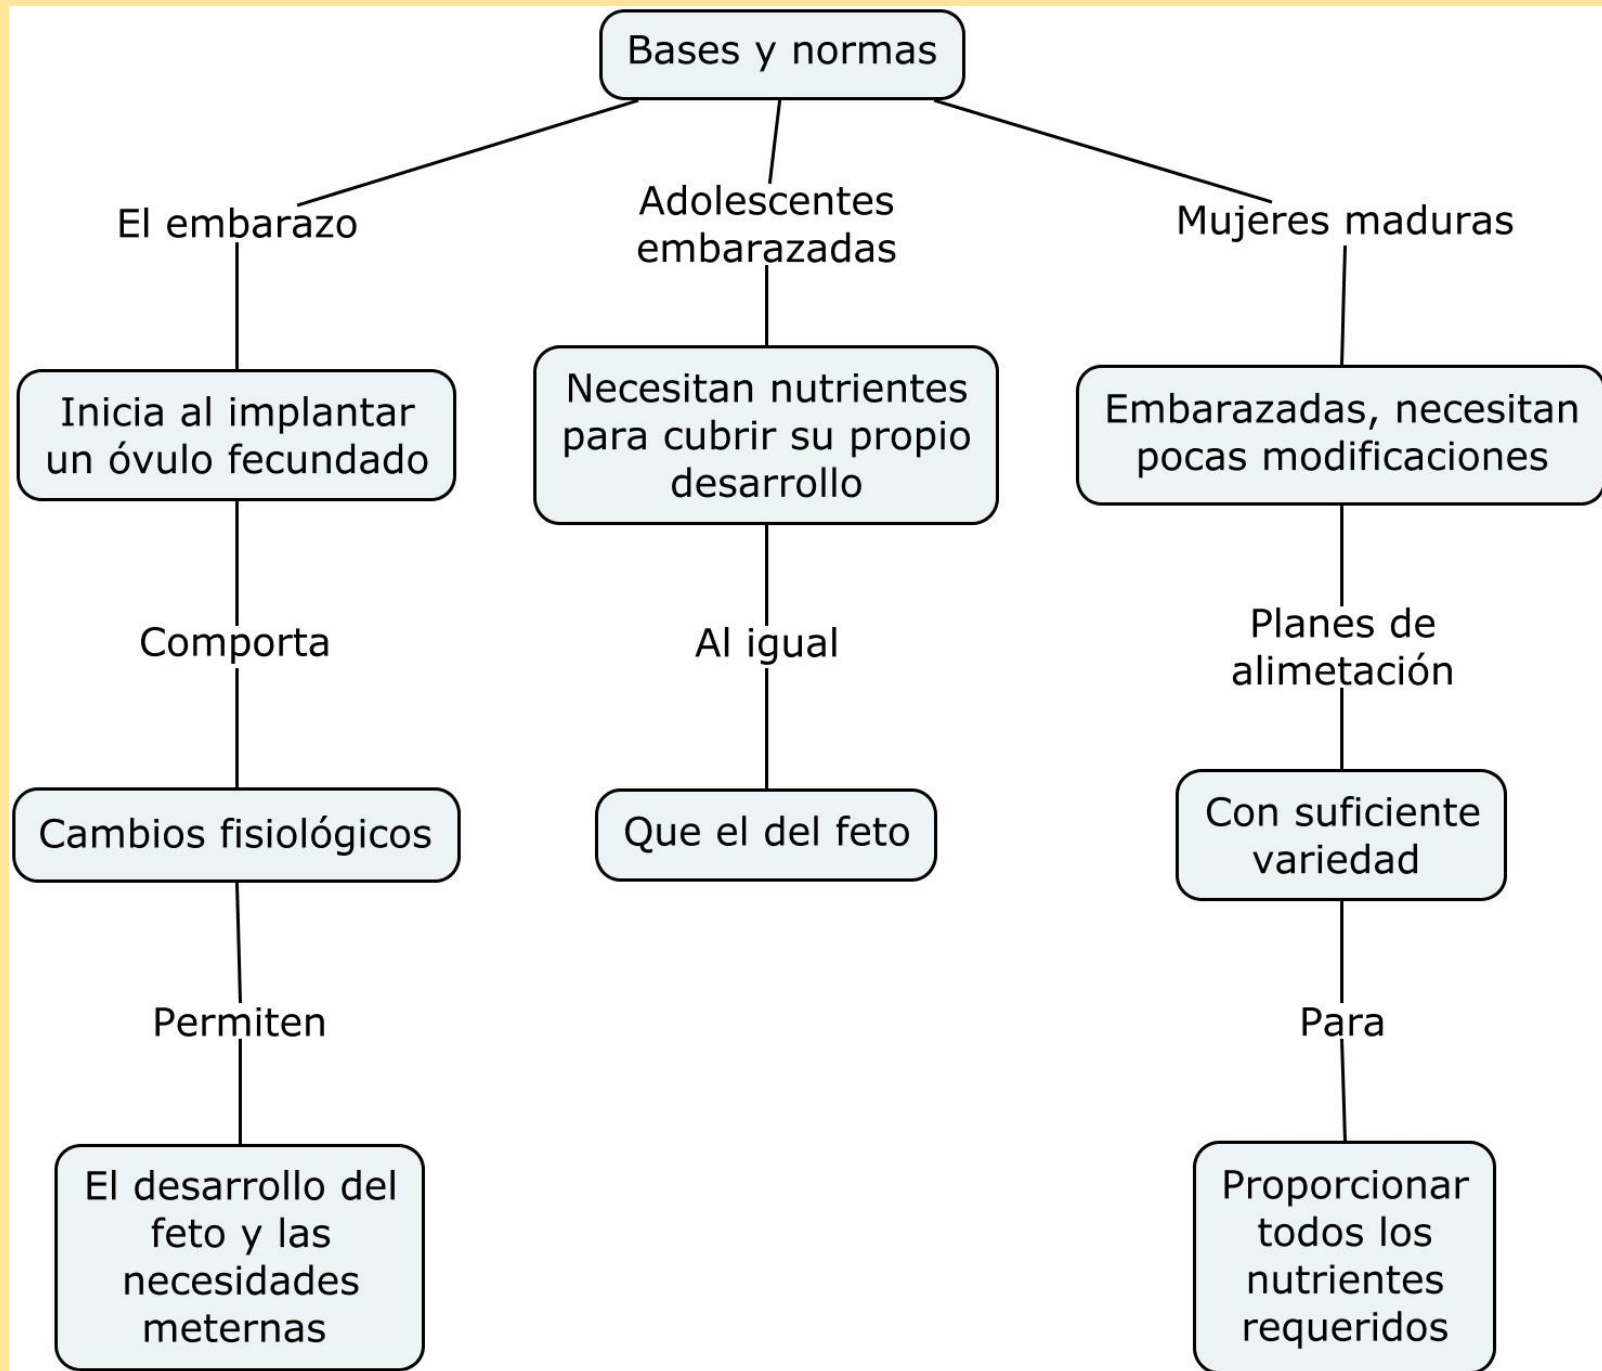 Bases y normas
El embarazo
Inicia al implantar
un óvulo fecundado
Comporta
Cambios fisiológicos
Permiten
El desarrollo del
feto y las
necesidades
meternas
Adolescentes
embarazadas
Necesitan nutrientes
para cubrir su propio
desarrollo
Al igual
Que el del feto
Mujeres maduras
Embarazadas, necesitan
pocas modificaciones
Planes de
alimetación
Con suficiente
variedad
Para
Proporcionar
todos los
nutrientes
requeridos